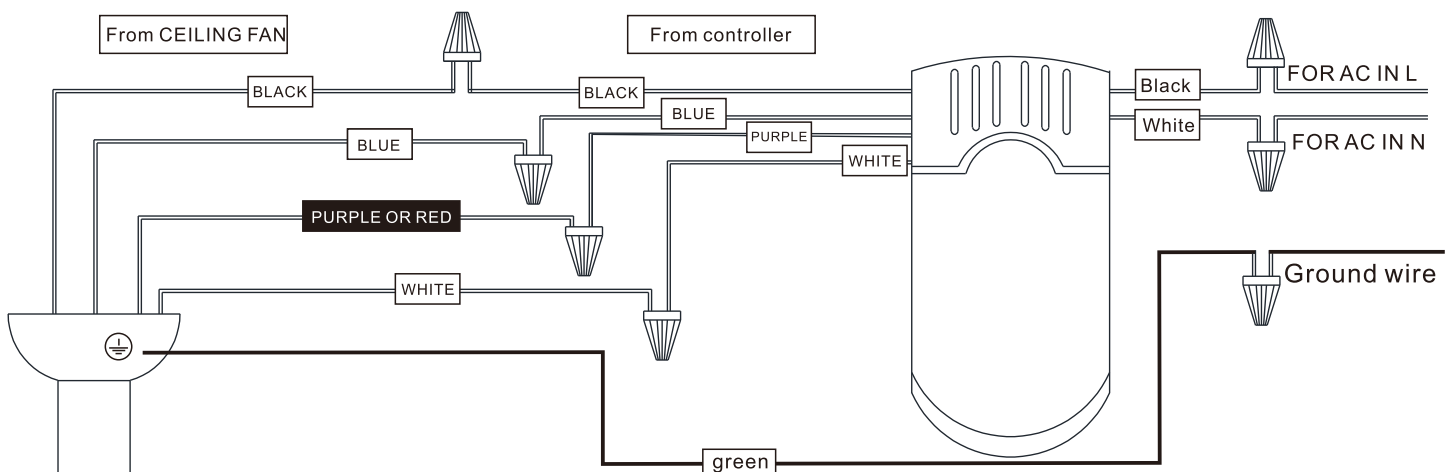 From CEILING FAN
From controller
FOR AC IN L
Black
BLACK
BLACK
BLUE
White
PURPLE
FOR AC IN N
BLUE
WHITE
PURPLE OR RED
Ground wire
WHITE
green